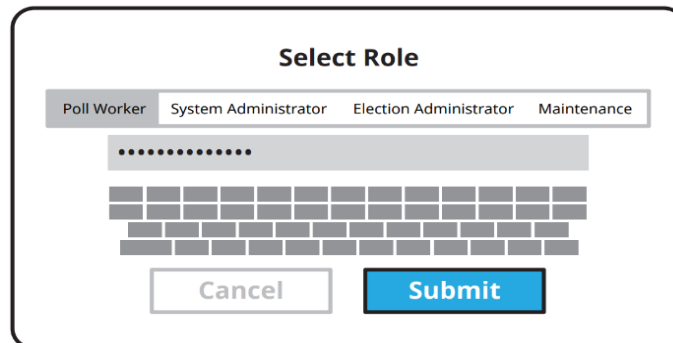 Select Role
Poll Worker System Administrator Election Administrator Maintenance
••••••••••••••
Cancel Submit